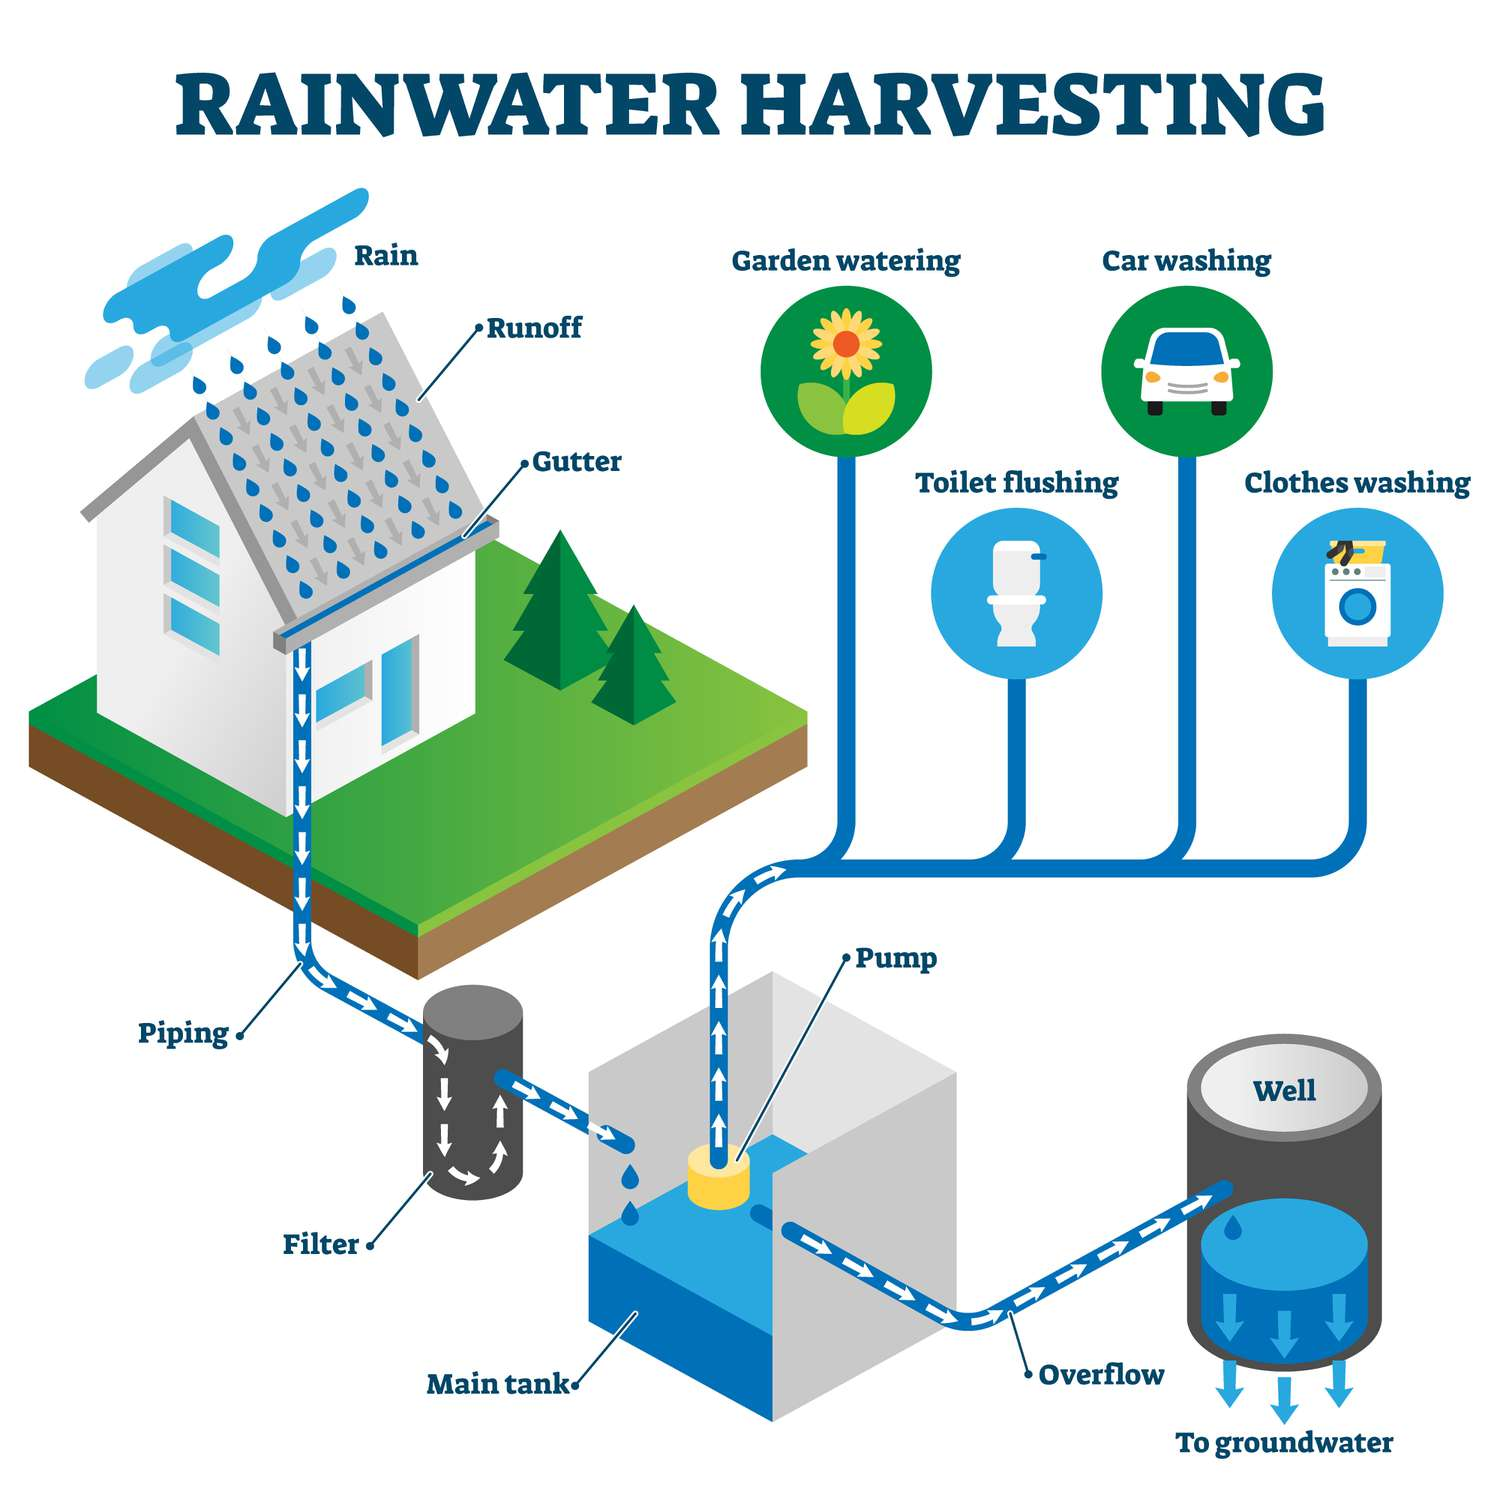 RAINWATER HARVESTING
Rain
Runoff
Gutter
Garden watering
Car washing
Toilet flushing
Clothes washing
Piping
Filter
Pump
Main tank
Overflow
Well
To groundwater